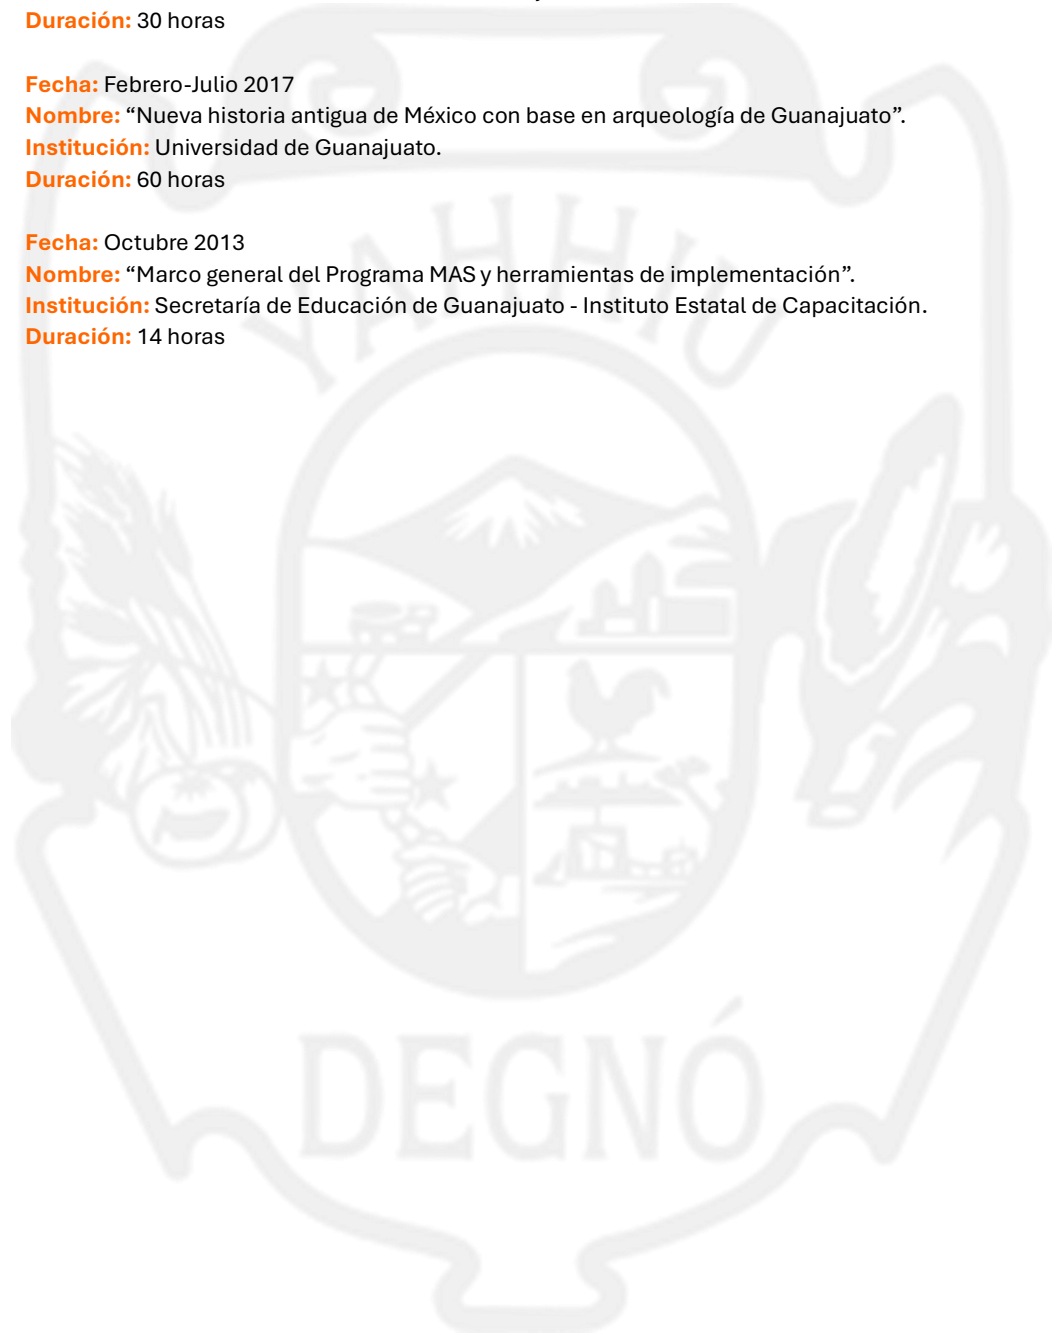 Duración: 30 horas
Fecha: Febrero-Julio 2017
Nombre: “Nueva historia antigua de México con base en arqueología de Guanajuato”.
Institución: Universidad de Guanajuato.
Duración: 60 horas
Fecha: Octubre 2013
Nombre: “Marco general del Programa MAS y herramientas de implementación”.
Institución: Secretaría de Educación de Guanajuato - Instituto Estatal de Capacitación.
Duración: 14 horas
YAHHIU
DEGNÓ